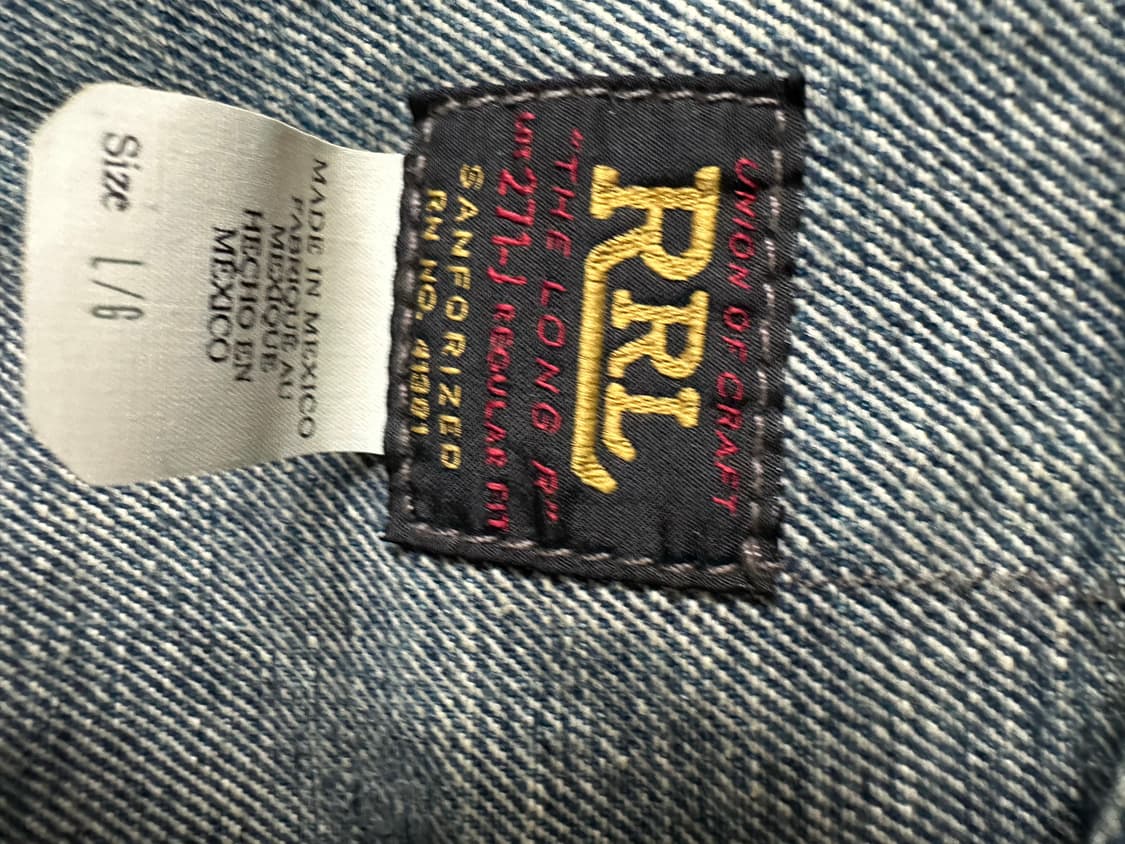 UNION OF CRAFT
RRL
"THE LONG R"
LOT 271-J REGULAR FIT
SANFORIZED
RN NO. 41381
MADE IN MEXICO
FABRIQUE AU
MEXIQUE
HECHO EN
MEXICO
Size L/G